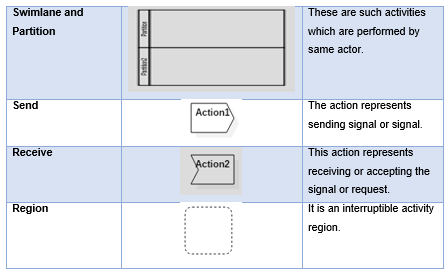 Swimlane and
Partition
Partition
Partition2
These are such activities
which are performed by
same actor.
Send
Action1
The action represents
sending signal or signal.
Receive
Action2
This action represents
receiving or accepting the
signal or request.
Region
It is an interruptible activity
region.